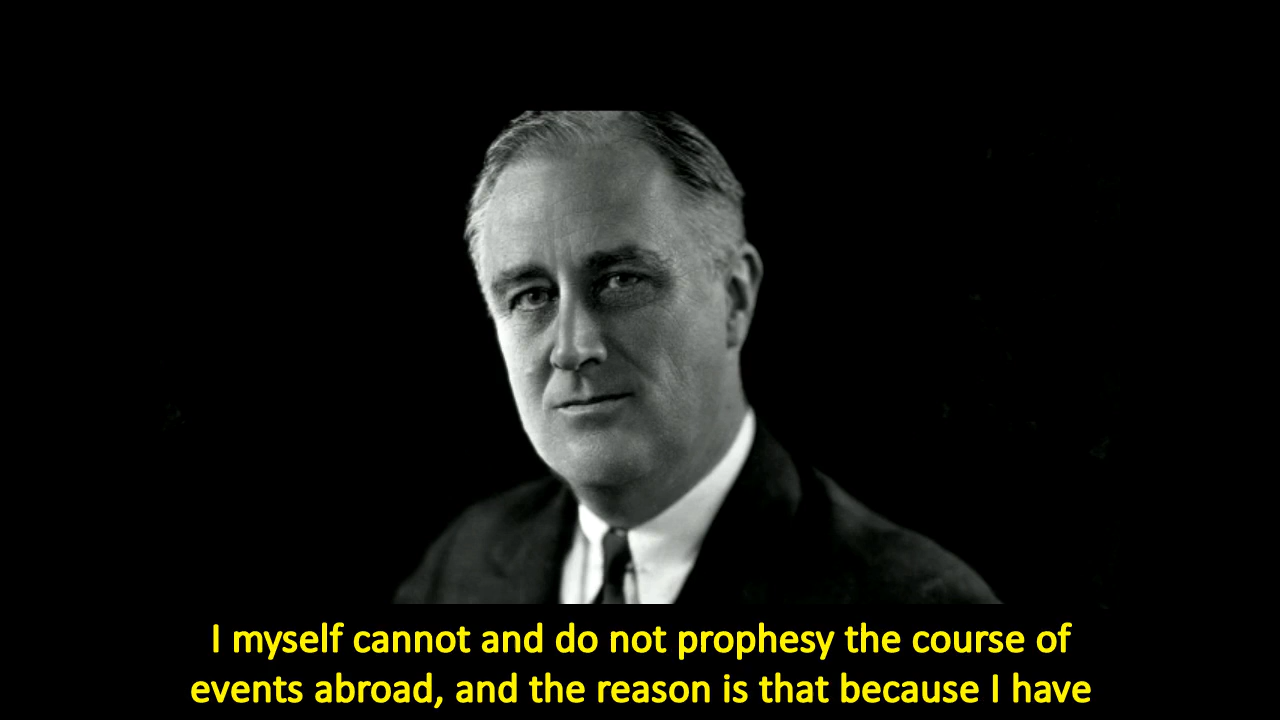 I myself cannot and do not prophesy the course of
events abroad, and the reason is that because I have